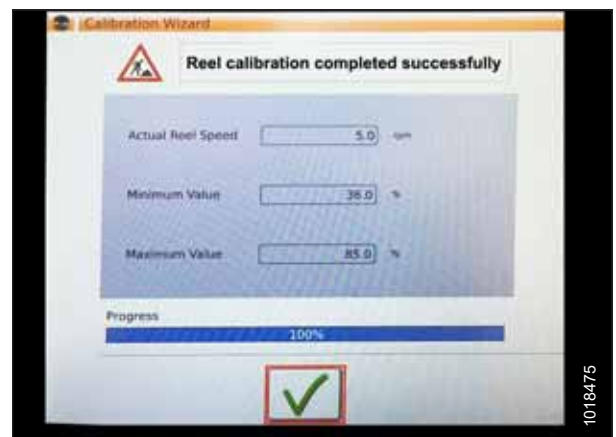 Calibration Wizard
Reel calibration completed successfully
Actual Reel Speed 5.0 rpm
Minimum Value 36.0 %
Maximum Value 85.0 %
Progress
100%
1018475